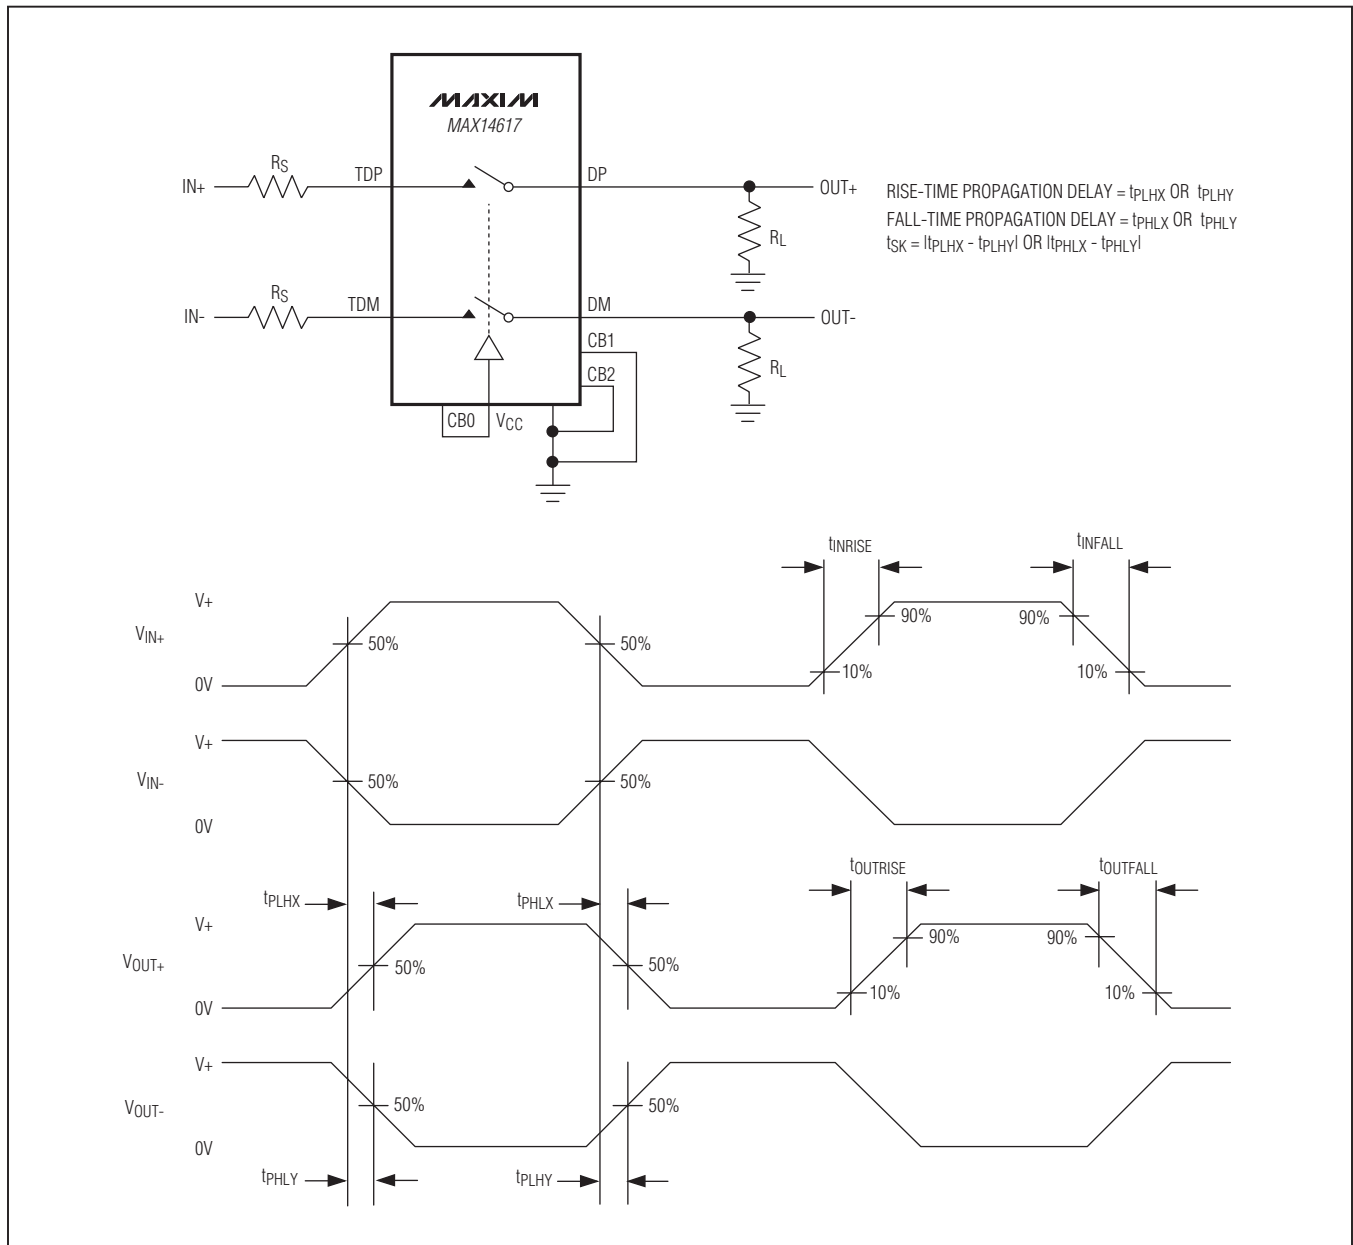 MAXIM
MAX14617
IN+
RS
TDP
DP
OUT+
RL
RISE-TIME PROPAGATION DELAY = tPLHX OR tPLHY
FALL-TIME PROPAGATION DELAY = tPHLX OR tPHLY
tSK = |tPLHX - tPLHY| OR |tPHLX - tPHLY|
IN-
RS
TDM
DM
OUT-
CB1
CB2
RL
CB0
VCC
tINRISE
tINFALL
V+
VIN+
0V
50%
50%
90%
10%
90%
10%
V+
VIN-
0V
50%
50%
tOUTRISE
tOUTFALL
tPLHX
tPHLX
V+
VOUT+
0V
50%
50%
90%
10%
90%
10%
V+
VOUT-
0V
50%
50%
tPHLY
tPLHY